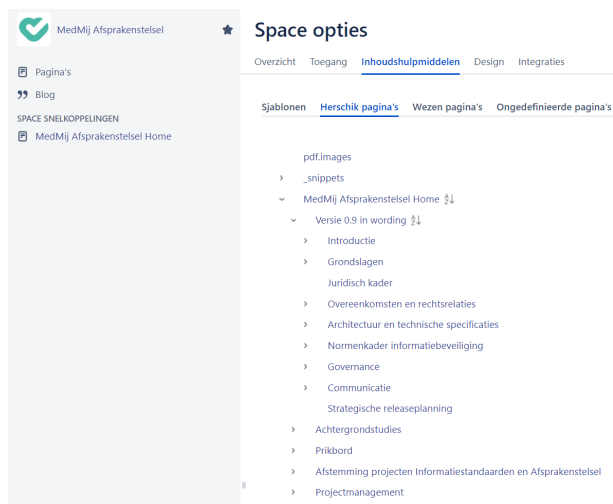 MedMij Afsprakenstelsel
Pagina's
Blog
SPACE SNELKOPPELINGEN
MedMij Afsprakenstelsel Home
Space opties
Overzicht Toegang Inhoudshulpmiddelen Design Integraties
Sjablonen Herschik pagina's Wezen pagina's Ongedefinieerde pagina's
pdf.images
_snippets
MedMij Afsprakenstelsel Home
Versie 0.9 in wording
Introductie
Grondslagen
Juridisch kader
Overeenkomsten en rechtsrelaties
Architectuur en technische specificaties
Normenkader informatiebeveiliging
Governance
Communicatie
Strategische releaseplanning
Achtergrondstudies
Prikbord
Afstemming projecten Informatiestandaarden en Afsprakenstelsel
Projectmanagement